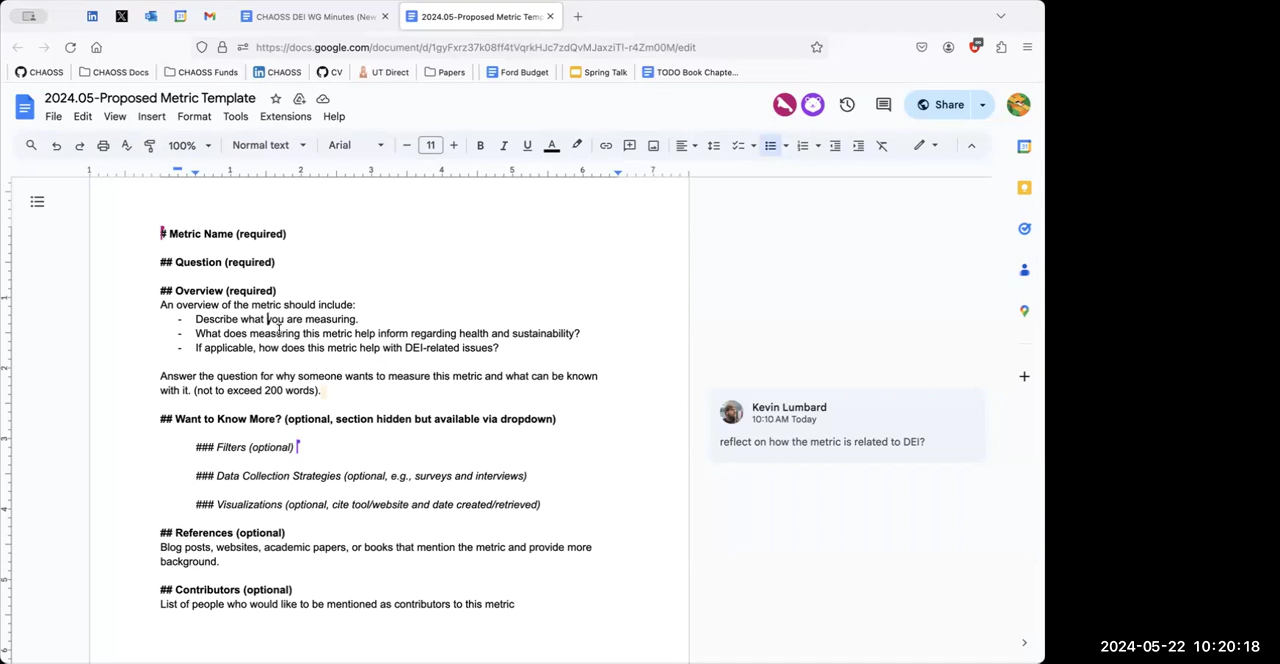 CHAOSS DEI WG Minutes (New
2024.05-Proposed Metric Temp
https://docs.google.com/document/d/1gyFxrz37k08ff4tVqrkHJc7zdQvMJaxziTl-r4Zm00M/edit
CHAOSS
CHAOSS Docs
CHAOSS Funds
CHAOSS
CV
UT Direct
Papers
Ford Budget
Spring Talk
TODO Book Chapte...
2024.05-Proposed Metric Template
Share
File Edit View Insert Format Tools Extensions Help
100% Normal text Arial − 11 + B I U A
1 1 2 3 4 5 6 7
# Metric Name (required)
## Question (required)
## Overview (required)
An overview of the metric should include:
- Describe what you are measuring.
- What does measuring this metric help inform regarding health and sustainability?
- If applicable, how does this metric help with DEI-related issues?
Answer the question for why someone wants to measure this metric and what can be known
with it. (not to exceed 200 words).
## Want to Know More? (optional, section hidden but available via dropdown)
### Filters (optional)
### Data Collection Strategies (optional, e.g., surveys and interviews)
### Visualizations (optional, cite tool/website and date created/retrieved)
## References (optional)
Blog posts, websites, academic papers, or books that mention the metric and provide more
background.
## Contributors (optional)
List of people who would like to be mentioned as contributors to this metric
Kevin Lumbard
10:10 AM Today
reflect on how the metric is related to DEI?
2024-05-22 10:20:18